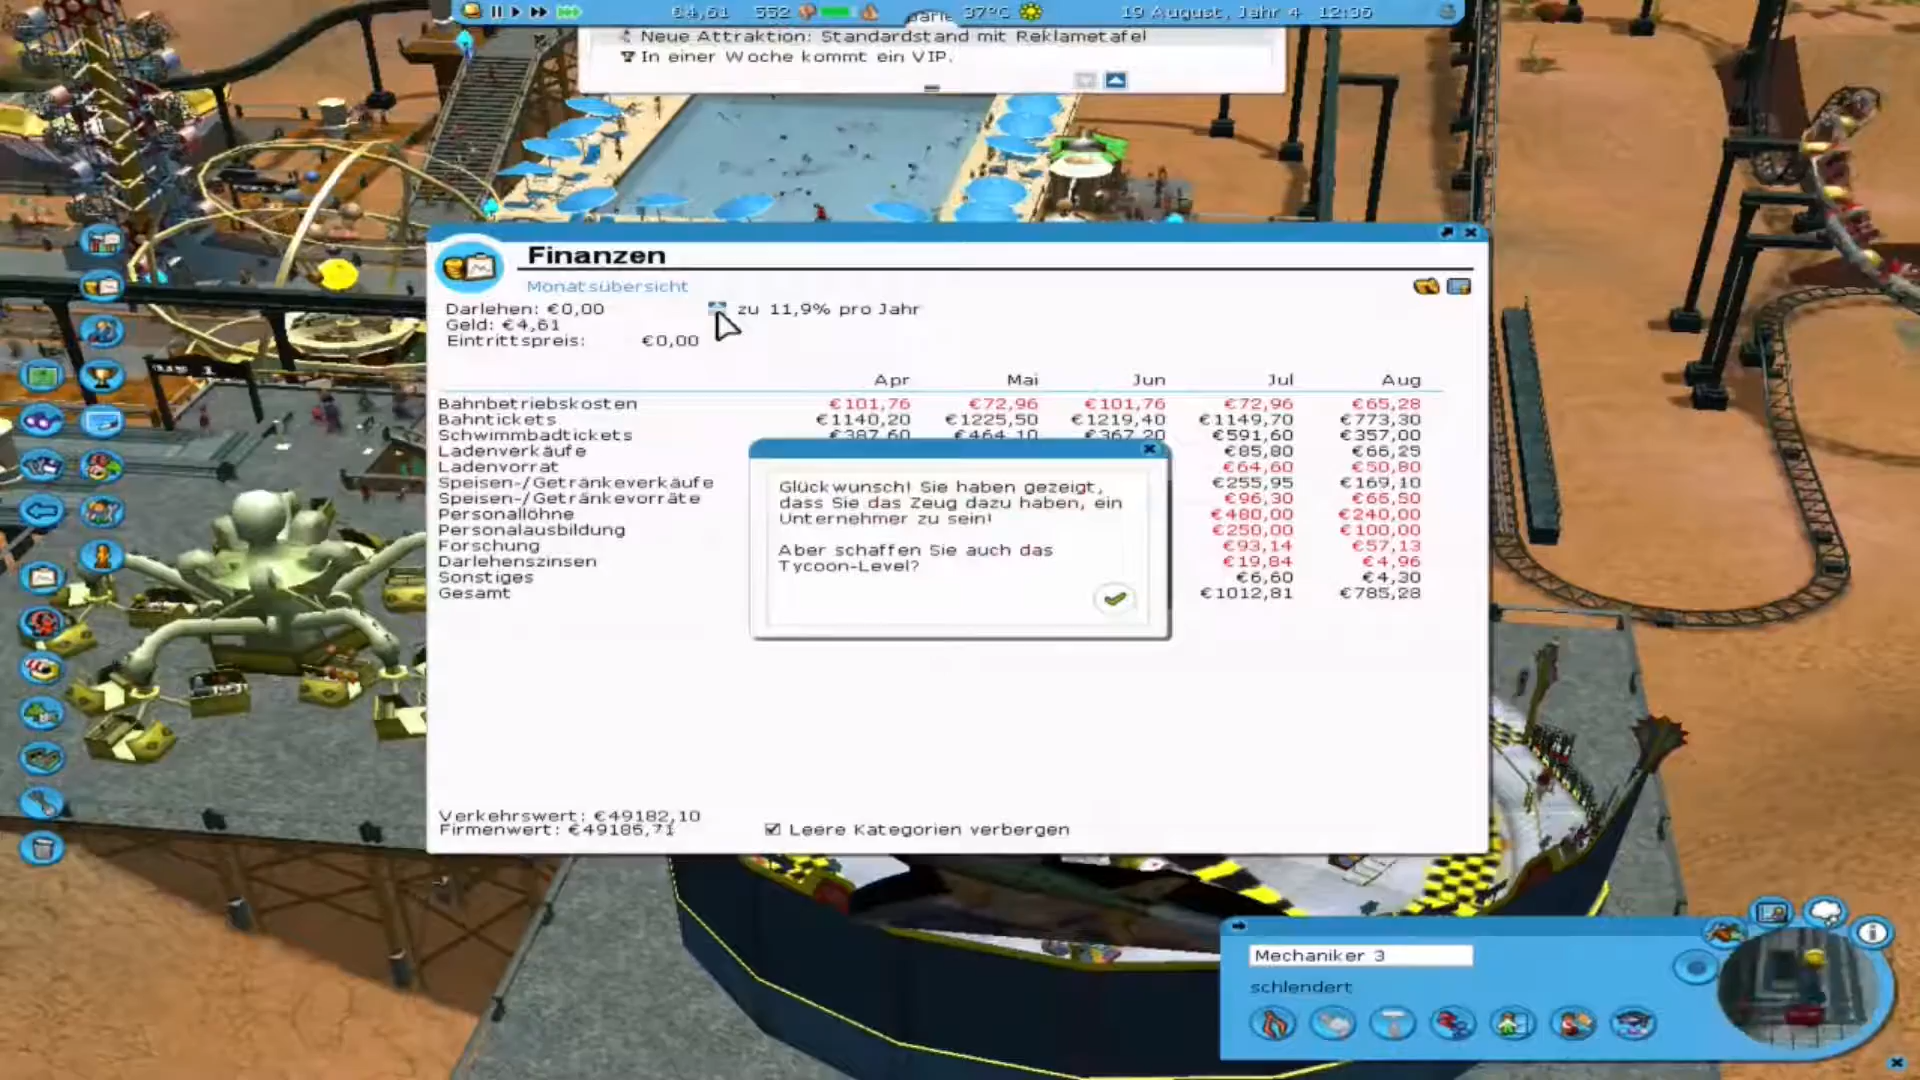 €4,61 552 37°C 19 August, Jahr 4 12:36
Neue Attraktion: Standardstand mit Reklametafel
In einer Woche kommt ein VIP.
Finanzen
Monatsübersicht
Darlehen: €0,00 zu 11,9% pro Jahr
Geld: €4,61
Eintrittspreis: €0,00
Apr Mai Jun Jul Aug
Bahnbetriebskosten €101,76 €72,96 €101,76 €72,96 €65,28
Bahntickets €1140,20 €1225,50 €1219,40 €1149,70 €773,30
Schwimmbadtickets €387,60 €464,10 €367,20 €591,60 €357,00
Ladenverkäufe €85,80 €66,25
Ladenvorrat €64,60 €50,80
Speisen-/Getränkeverkäufe €255,95 €169,10
Speisen-/Getränkevorräte €96,30 €66,50
Personallöhne €480,00 €240,00
Personalausbildung €250,00 €100,00
Forschung €93,14 €57,13
Darlehenszinsen €19,84 €4,96
Sonstiges €6,60 €4,30
Gesamt €1012,81 €785,28
Glückwunsch! Sie haben gezeigt,
dass Sie das Zeug dazu haben, ein
Unternehmer zu sein!
Aber schaffen Sie auch das
Tycoon-Level?
Verkehrswert: €49182,10
Firmenwert: €49186,71
Leere Kategorien verbergen
Mechaniker 3
schlendert